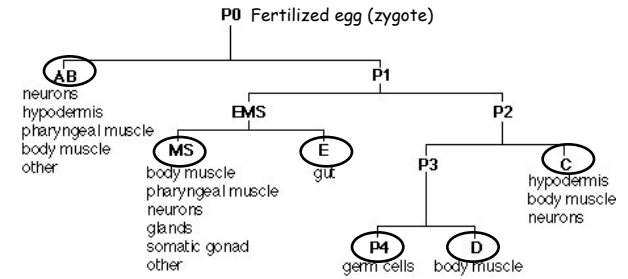 P0 Fertilized egg (zygote)
AB
neurons
hypodermis
pharyngeal muscle
body muscle
other
P1
EMS
P2
MS
body muscle
pharyngeal muscle
neurons
glands
somatic gonad
other
E
gut
P3
C
hypodermis
body muscle
neurons
P4
germ cells
D
body muscle